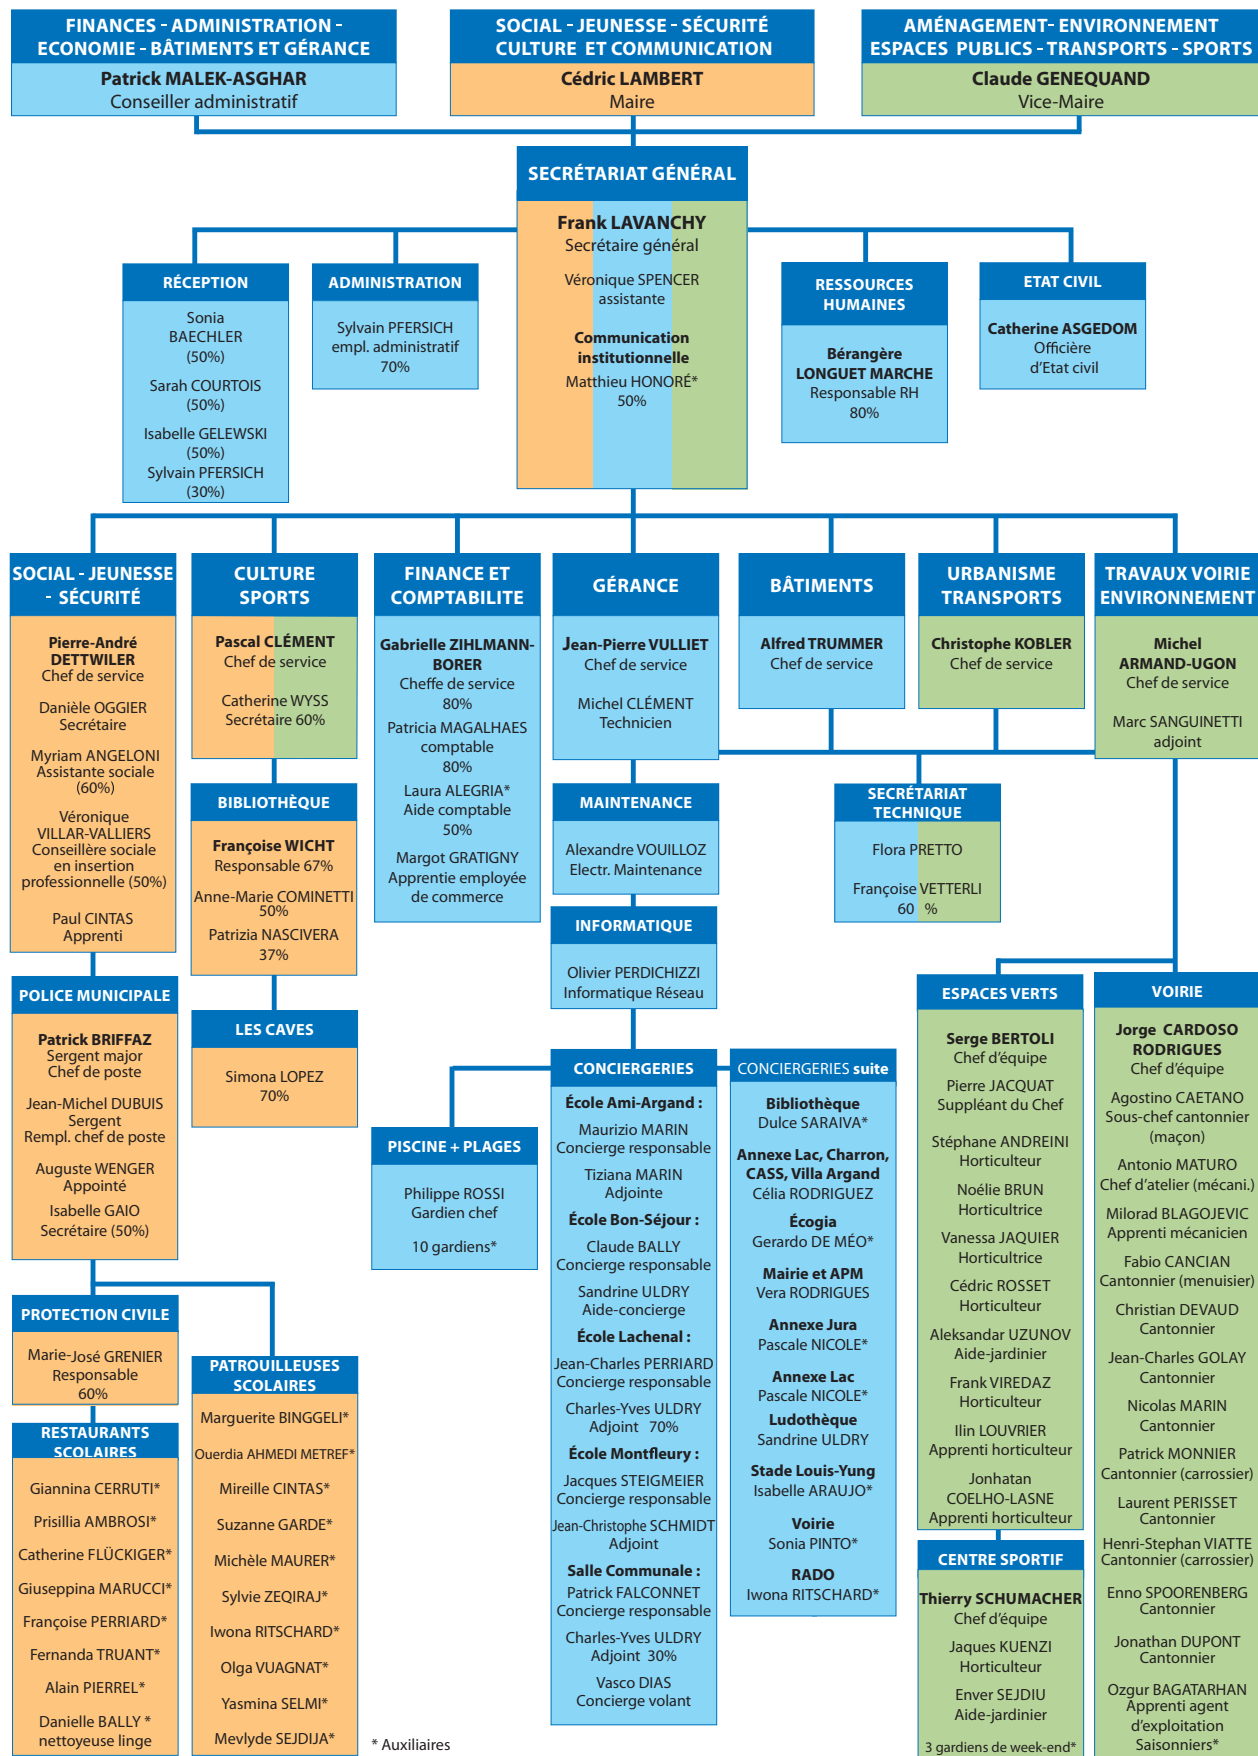 FINANCES - ADMINISTRATION -
ECONOMIE - BÂTIMENTS ET GÉRANCE
Patrick MALEK-ASGHAR
Conseiller administratif
SOCIAL - JEUNESSE - SÉCURITÉ
CULTURE ET COMMUNICATION
Cédric LAMBERT
Maire
AMÉNAGEMENT- ENVIRONNEMENT
ESPACES PUBLICS - TRANSPORTS - SPORTS
Claude GENEQUAND
Vice-Maire
SECRÉTARIAT GÉNÉRAL
Frank LAVANCHY
Secrétaire général
Véronique SPENCER
assistante
Communication
institutionnelle
Matthieu HONORÉ*
50%
RÉCEPTION
Sonia
BAECHLER
(50%)
Sarah COURTOIS
(50%)
Isabelle GELEWSKI
(50%)
Sylvain PFERSICH
(30%)
ADMINISTRATION
Sylvain PFERSICH
empl. administratif
70%
RESSOURCES
HUMAINES
Bérangère
LONGUET MARCHE
Responsable RH
80%
ETAT CIVIL
Catherine ASGEDOM
Officière
d'Etat civil
SOCIAL - JEUNESSE
- SÉCURITÉ
Pierre-André
DETTWILER
Chef de service
Danièle OGGIER
Secrétaire
Myriam ANGELONI
Assistante sociale
(60%)
Véronique
VILLAR-VALLIERS
Conseillère sociale
en insertion
professionnelle (50%)
Paul CINTAS
Apprenti
POLICE MUNICIPALE
Patrick BRIFFAZ
Sergent major
Chef de poste
Jean-Michel DUBUIS
Sergent
Rempl. chef de poste
Auguste WENGER
Appointé
Isabelle GAIO
Secrétaire (50%)
PROTECTION CIVILE
Marie-José GRENIER
Responsable
60%
RESTAURANTS
SCOLAIRES
Giannina CERRUTI*
Prisillia AMBROSI*
Catherine FLÜCKIGER*
Giuseppina MARUCCI*
Françoise PERRIARD*
Fernanda TRUANT*
Alain PIERREL*
Danielle BALLY *
nettoyeuse linge
PATROUILLEUSES
SCOLAIRES
Marguerite BINGGELI*
Ouerdia AHMEDI METREF*
Mireille CINTAS*
Suzanne GARDE*
Michèle MAURER*
Sylvie ZEQIRAJ*
Iwona RITSCHARD*
Olga VUAGNAT*
Yasmina SELMI*
Mevlyde SEJDIJA*
CULTURE
SPORTS
Pascal CLÉMENT
Chef de service
Catherine WYSS
Secrétaire 60%
BIBLIOTHÈQUE
Françoise WICHT
Responsable 67%
Anne-Marie COMINETTI
50%
Patrizia NASCIVERA
37%
LES CAVES
Simona LOPEZ
70%
FINANCE ET
COMPTABILITE
Gabrielle ZIHLMANN-
BORER
Cheffe de service
80%
Patricia MAGALHAES
comptable
80%
Laura ALEGRIA*
Aide comptable
50%
Margot GRATIGNY
Apprentie employée
de commerce
GÉRANCE
Jean-Pierre VULLIET
Chef de service
Michel CLÉMENT
Technicien
MAINTENANCE
Alexandre VOUILLOZ
Electr. Maintenance
INFORMATIQUE
Olivier PERDICHIZZI
Informatique Réseau
PISCINE + PLAGES
Philippe ROSSI
Gardien chef
10 gardiens*
CONCIERGERIES
École Ami-Argand :
Maurizio MARIN
Concierge responsable
Tiziana MARIN
Adjointe
École Bon-Séjour :
Claude BALLY
Concierge responsable
Sandrine ULDRY
Aide-concierge
École Lachenal :
Jean-Charles PERRIARD
Concierge responsable
Charles-Yves ULDRY
Adjoint 70%
École Montfleury :
Jacques STEIGMEIER
Concierge responsable
Jean-Christophe SCHMIDT
Adjoint
Salle Communale :
Patrick FALCONNET
Concierge responsable
Charles-Yves ULDRY
Adjoint 30%
Vasco DIAS
Concierge volant
CONCIERGERIES suite
Bibliothèque
Dulce SARAIVA*
Annexe Lac, Charron,
CASS, Villa Argand
Célia RODRIGUEZ
Écogia
Gerardo DE MÉO*
Mairie et APM
Vera RODRIGUES
Annexe Jura
Pascale NICOLE*
Annexe Lac
Pascale NICOLE*
Ludothèque
Sandrine ULDRY
Stade Louis-Yung
Isabelle ARAUJO*
Voirie
Sonia PINTO*
RADO
Iwona RITSCHARD*
BÂTIMENTS
Alfred TRUMMER
Chef de service
URBANISME
TRANSPORTS
Christophe KOBLER
Chef de service
SECRÉTARIAT
TECHNIQUE
Flora PRETTO
Françoise VETTERLI
60 %
TRAVAUX VOIRIE
ENVIRONNEMENT
Michel
ARMAND-UGON
Chef de service
Marc SANGUINETTI
adjoint
ESPACES VERTS
Serge BERTOLI
Chef d'équipe
Pierre JACQUAT
Suppléant du Chef
Stéphane ANDREINI
Horticulteur
Noélie BRUN
Horticultrice
Vanessa JAQUIER
Horticultrice
Cédric ROSSET
Horticulteur
Aleksandar UZUNOV
Aide-jardinier
Frank VIREDAZ
Horticulteur
Ilin LOUVRIER
Apprenti horticulteur
Jonhatan
COELHO-LASNE
Apprenti horticulteur
CENTRE SPORTIF
Thierry SCHUMACHER
Chef d'équipe
Jaques KUENZI
Horticulteur
Enver SEJDIU
Aide-jardinier
3 gardiens de week-end*
VOIRIE
Jorge CARDOSO
RODRIGUES
Chef d'équipe
Agostino CAETANO
Sous-chef cantonnier
(maçon)
Antonio MATURO
Chef d'atelier (mécani.)
Milorad BLAGOJEVIC
Apprenti mécanicien
Fabio CANCIAN
Cantonnier (menuisier)
Christian DEVAUD
Cantonnier
Jean-Charles GOLAY
Cantonnier
Nicolas MARIN
Cantonnier
Patrick MONNIER
Cantonnier (carrossier)
Laurent PERISSET
Cantonnier
Henri-Stephan VIATTE
Cantonnier (carrossier)
Enno SPOORENBERG
Cantonnier
Jonathan DUPONT
Cantonnier
Ozgur BAGATARHAN
Apprenti agent
d'exploitation
Saisonniers*
* Auxiliaires